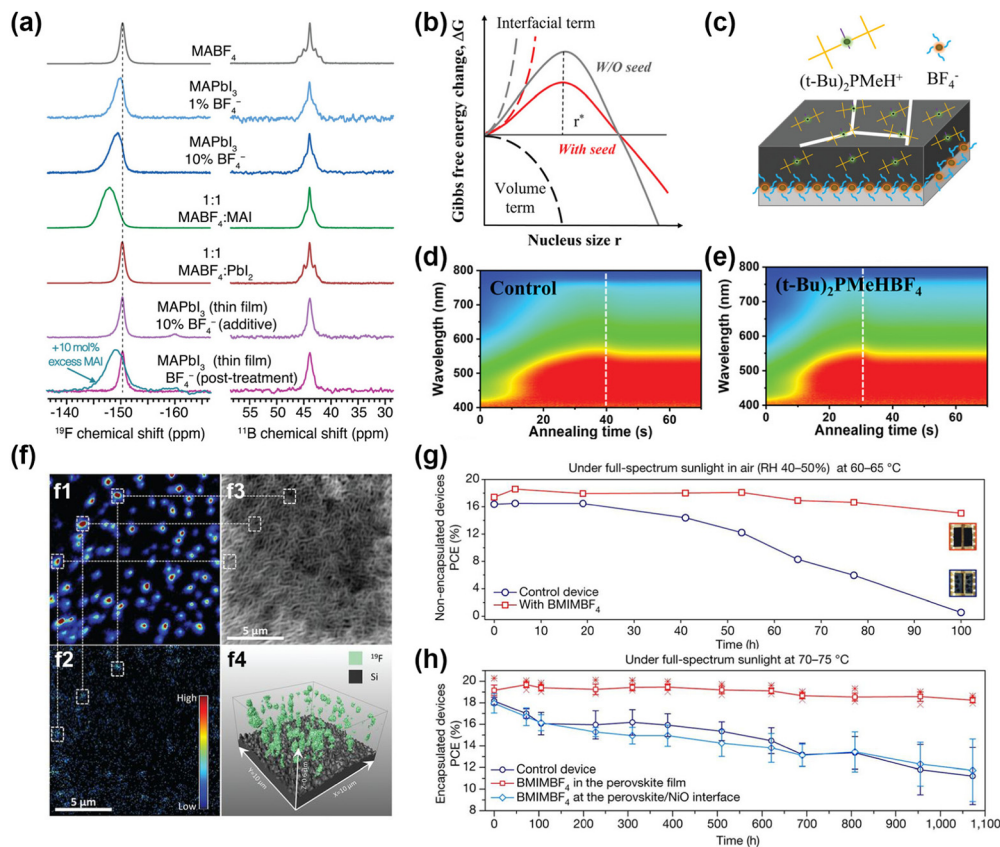 (a)
MABF₄
MAPbI₃
1% BF₄⁻
MAPbI₃
10% BF₄⁻
1:1
MABF₄:MAI
1:1
MABF₄:PbI₂
MAPbI₃ (thin film)
10% BF₄⁻ (additive)
+10 mol%
excess MAI
MAPbI₃ (thin film)
BF₄⁻ (post-treatment)
-140 -150 -160
55 50 45 40 35 30
¹⁹F chemical shift (ppm)
¹¹B chemical shift (ppm)
(b)
Interfacial term
W/O seed
r*
With seed
Volume
term
Gibbs free energy change, ΔG
Nucleus size r
(c)
(t-Bu)₂PMeH⁺
BF₄⁻
(d)
Control
800
700
600
500
400
Wavelength (nm)
0 20 40 60
Annealing time (s)
(e)
(t-Bu)₂PMeHBF₄
800
700
600
500
400
Wavelength (nm)
0 20 40 60
Annealing time (s)
(f)
f1
f3
5 μm
f2
High
Low
5 μm
f4
¹⁹F
Si
Y=10 μm
X=10 μm
(g)
Under full-spectrum sunlight in air (RH 40–50%) at 60–65 °C
Non-encapsulated devices
PCE (%)
20
16
12
8
4
0
Control device
With BMIMBF₄
0 10 20 30 40 50 60 70 80 90 100
Time (h)
(h)
Under full-spectrum sunlight at 70–75 °C
Encapsulated devices
PCE (%)
20
18
16
14
12
10
8
Control device
BMIMBF₄ in the perovskite film
BMIMBF₄ at the perovskite/NiO interface
0 100 200 300 400 500 600 700 800 900 1,000 1,100
Time (h)